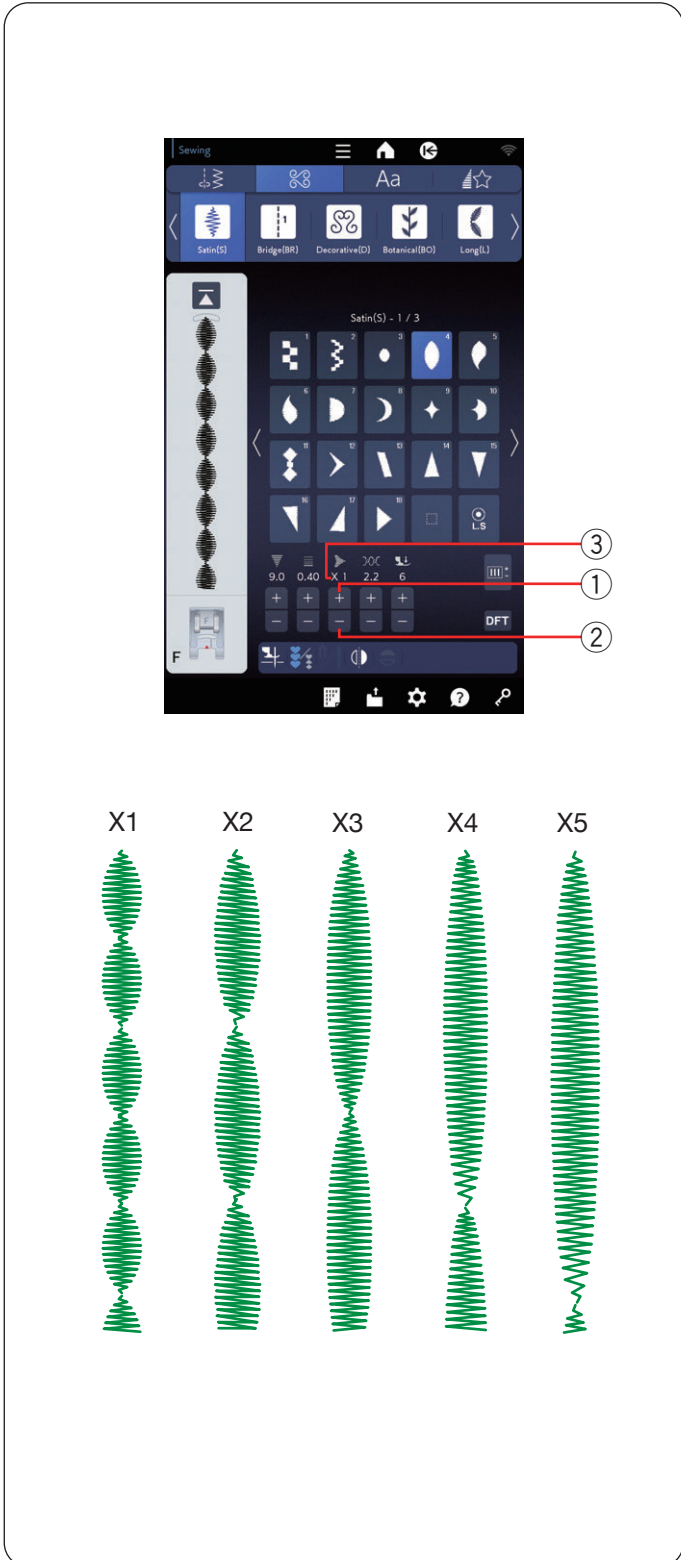 Sewing
Aa
1
Satin(S) Bridge(BR) Decorative(D) Botanical(BO) Long(L)
Satin(S) - 1 / 3
1 2 3 4 5
6 7 8 9 10
11 12 13 14 15
16 17 18
L.S
9.0 0.40 X 1 2.2 6
+ + + + +
− − − − −
DFT
F
F
?
③
①
②
X1 X2 X3 X4 X5